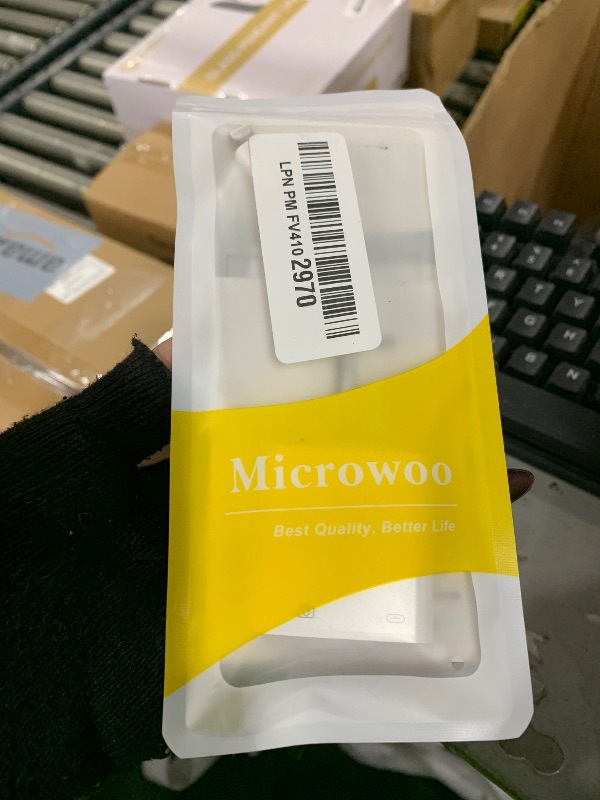 LPN PM FV4102970
Microwoo
Best Quality, Better Life
R
T
Y
G
H
B
N